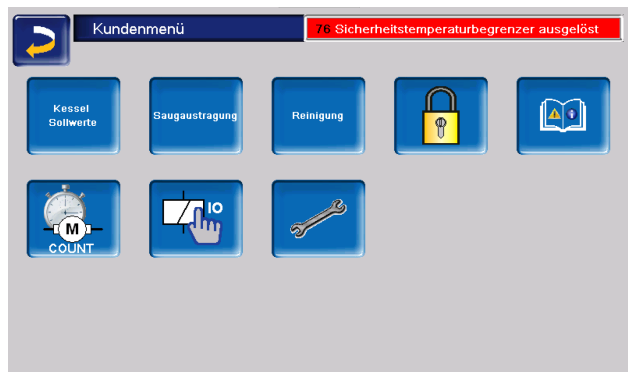 Kundenmenü
76 Sicherheitstemperaturbegrenzer ausgelöst
Kessel
Sollwerte
Saugaustragung
Reinigung
M
COUNT
IO